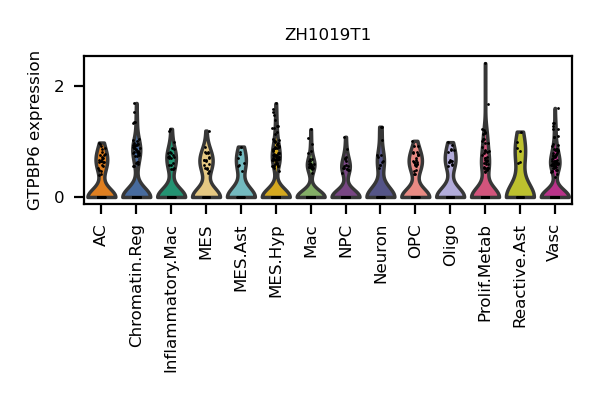 ZH1019T1
GTPBP6 expression
2
0
AC
Chromatin.Reg
Inflammatory.Mac
MES
MES.Ast
MES.Hyp
Mac
NPC
Neuron
OPC
Oligo
Prolif.Metab
Reactive.Ast
Vasc